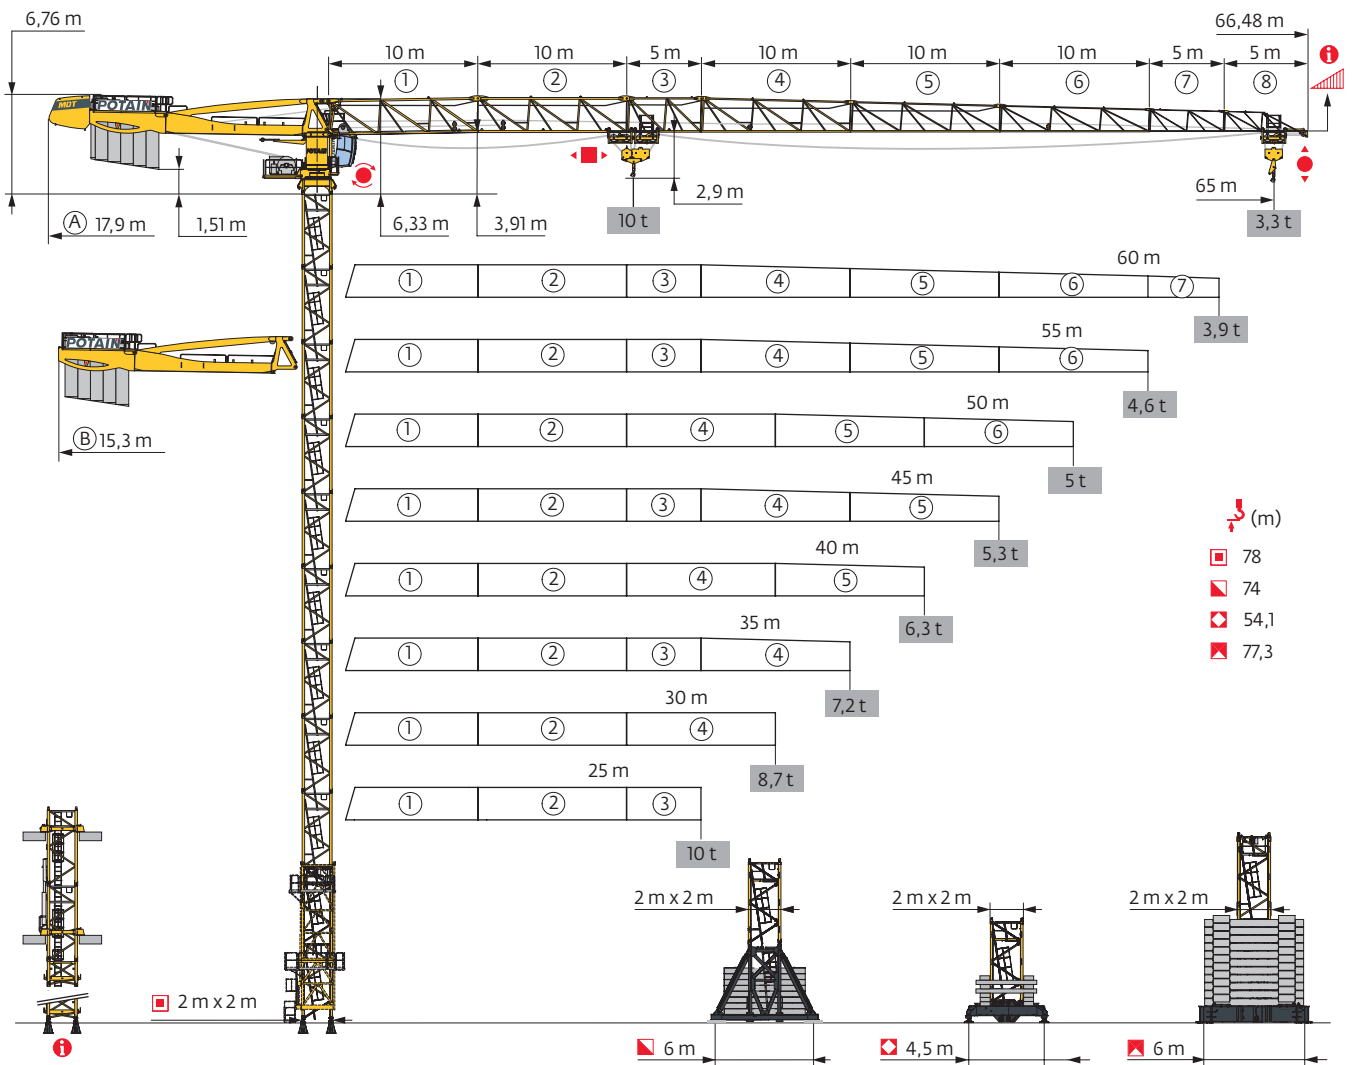 6,76 m
66,48 m
10 m 10 m 5 m 10 m 10 m 10 m 5 m 5 m
1 2 3 4 5 6 7 8
i
MDT POTAIN
POTAIN
2,9 m
65 m
A 17,9 m
1,51 m
6,33 m
3,91 m
10 t
3,3 t
60 m
1 2 3 4 5 6 7
3,9 t
POTAIN
55 m
1 2 3 4 5 6
4,6 t
B 15,3 m
50 m
1 2 4 5 6
5 t
45 m
1 2 3 4 5
5,3 t
(m)
78
74
54,1
77,3
40 m
1 2 4 5
6,3 t
35 m
1 2 3 4
7,2 t
30 m
1 2 4
8,7 t
25 m
1 2 3
10 t
2 m x 2 m
2 m x 2 m
2 m x 2 m
2 m x 2 m
i
6 m
4,5 m
6 m